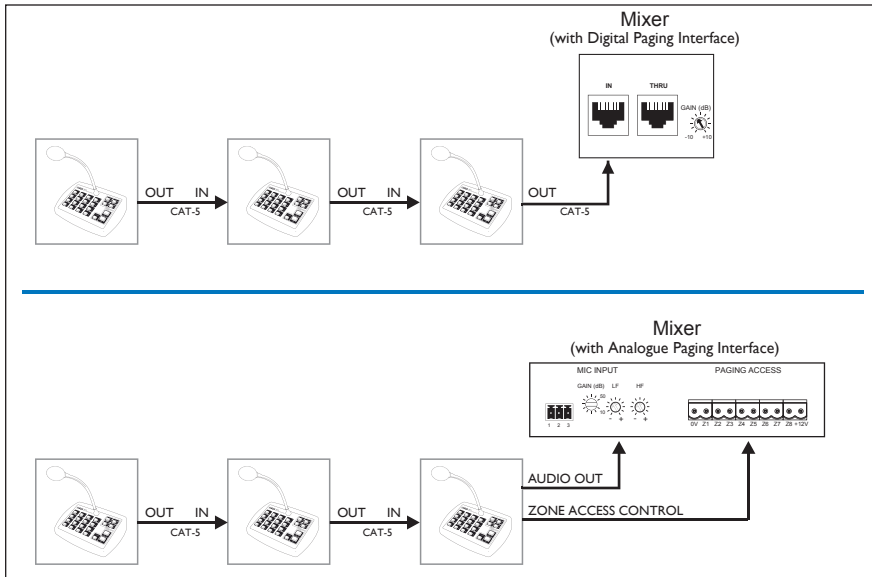 Mixer
(with Digital Paging Interface)
IN THRU
GAIN (dB)
-10 +10
OUT IN OUT IN OUT
CAT-5 CAT-5 CAT-5
Mixer
(with Analogue Paging Interface)
MIC INPUT PAGING ACCESS
GAIN (dB) LF HF
50
10
1 2 3 - + - + 0V Z1 Z2 Z3 Z4 Z5 Z6 Z7 Z8 +12V
AUDIO OUT
OUT IN OUT IN ZONE ACCESS CONTROL
CAT-5 CAT-5